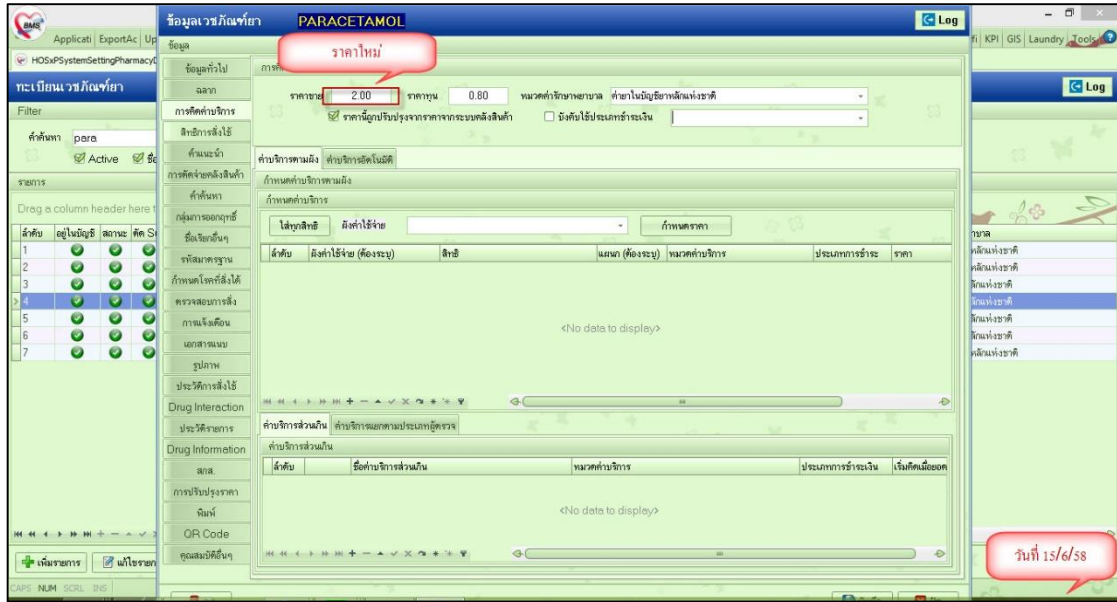 BMS
ข้อมูลเวชภัณฑ์ยา PARACETAMOL Log
Applicati ExportAc Up
fi KPI GIS Laundry Tools
ข้อมูล
ราคาใหม่
HOSxPSystemSettingPharmacyD
ทะเบียนเวชภัณฑ์ยา
Log
Filter
คำค้นหา para
Active
รายการ
Drag a column header here t
ลำดับ อยู่ในบัญชี สถานะ
1
2
3
4
5
6
7
ข้อมูลทั่วไป
ฉลาก
การคิดค่าบริการ
สิทธิการสั่งใช้
คำแนะนำ
การตัดจ่ายคลังสินค้า
คำค้นหา
กลุ่มการออกฤทธิ์
ชื่อเรียกอื่นๆ
รหัสมาตรฐาน
กำหนดโรคที่สั่งได้
ตรวจสอบการสั่ง
การแจ้งเตือน
เอกสารแนบ
รูปภาพ
ประวัติการสั่งใช้
Drug Interaction
ประวัติรายการ
Drug Information
สกส.
การปรับปรุงราคา
พิมพ์
QR Code
คุณสมบัติอื่นๆ
ราคาขาย 2.00 ราคาทุน 0.80 หมวดค่ารักษาพยาบาล ค่ายาในบัญชียาหลักแห่งชาติ
ราคานี้ถูกปรับปรุงจากราคาจากระบบคลังสินค้า บังคับใช้ประเภทชำระเงิน
ค่าบริการตามผัง ค่าบริการอัตโนมัติ
กำหนดค่าบริการตามผัง
กำหนดค่าบริการ
ใส่ทุกสิทธิ ผังค่าใช้จ่าย กำหนดราคา
ลำดับ ผังค่าใช้จ่าย (ต้องระบุ) สิทธิ แผนก (ต้องระบุ) หมวดค่าบริการ ประเภทการชำระ ราคา
<No data to display>
ค่าบริการส่วนเกิน ค่าบริการแยกตามประเภทผู้ตรวจ
ค่าบริการส่วนเกิน
ลำดับ ชื่อค่าบริการส่วนเกิน หมวดค่าบริการ ประเภทการชำระเงิน เริ่มคิดเมื่อยอด
<No data to display>
หลักแห่งชาติ
หลักแห่งชาติ
หลักแห่งชาติ
หลักแห่งชาติ
หลักแห่งชาติ
หลักแห่งชาติ
หลักแห่งชาติ
เพิ่มรายการ แก้ไขรายก
วันที่ 15/6/58
CAPS NUM SCRL INS